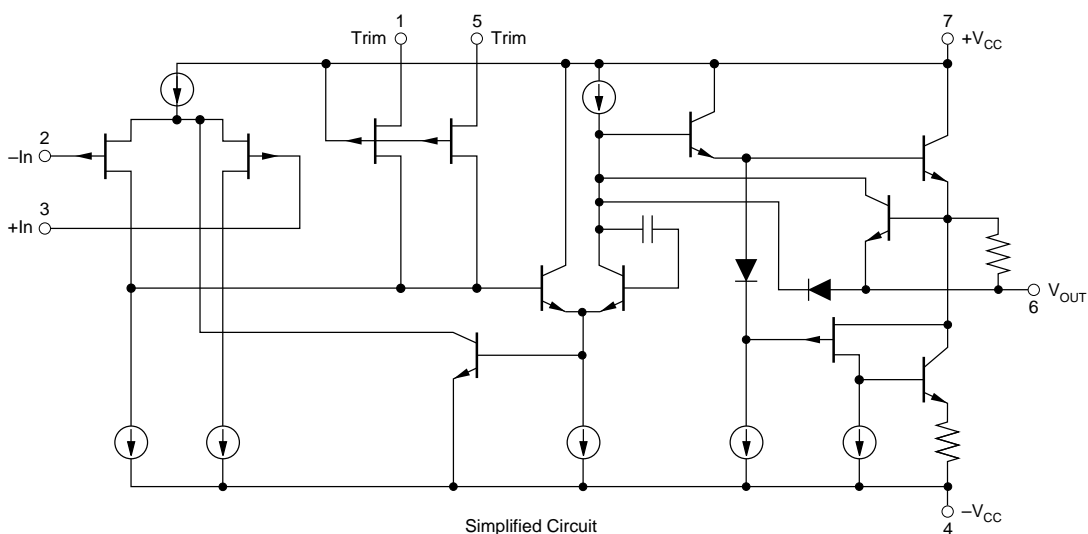 1
5
7
Trim
Trim
+VCC
2
–In
3
+In
VOUT
6
–VCC
4
Simplified Circuit